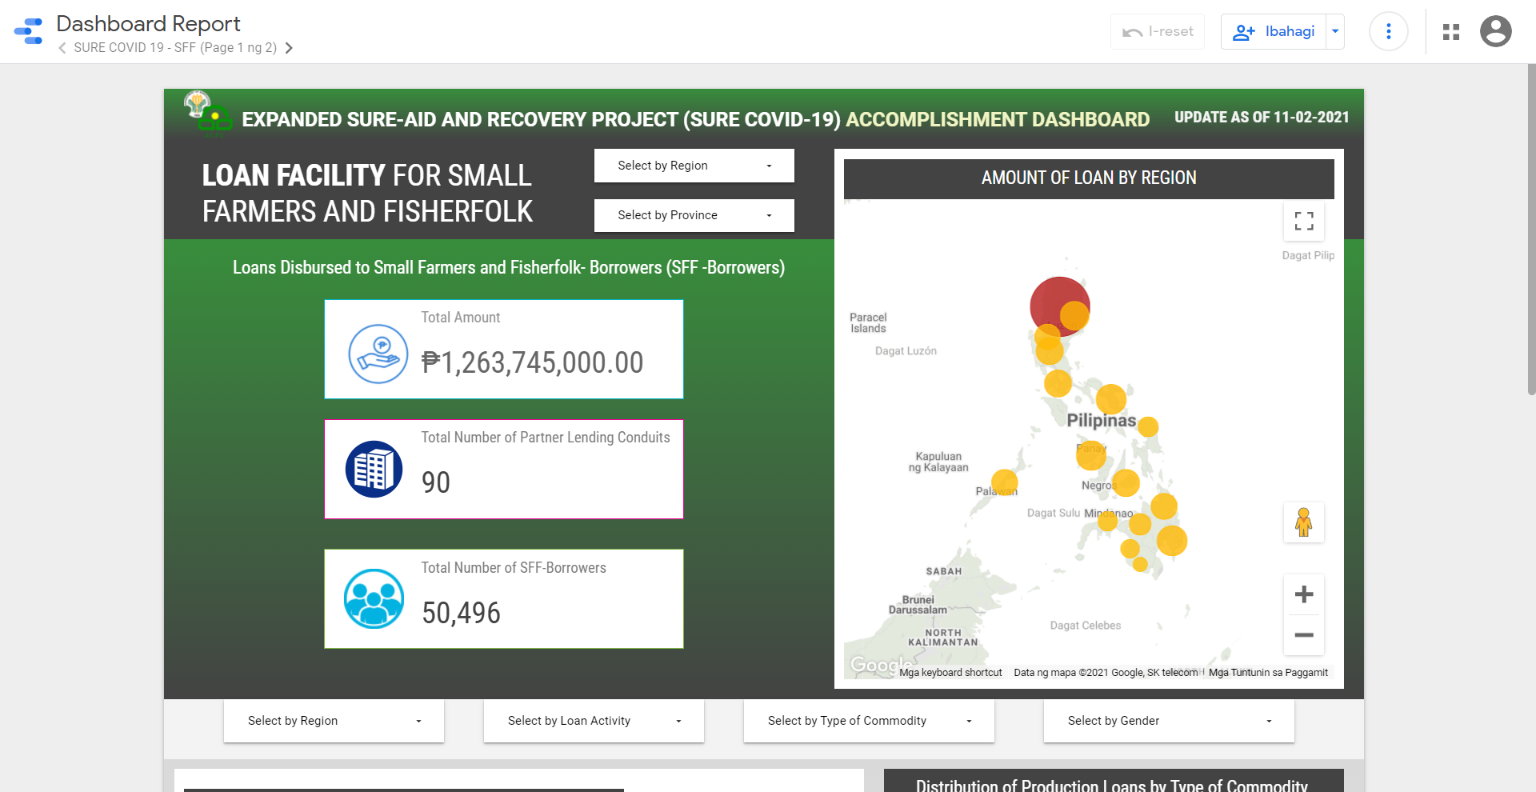 Dashboard Report
SURE COVID 19 - SFF (Page 1 ng 2)
I-reset
Ibahagi
EXPANDED SURE-AID AND RECOVERY PROJECT (SURE COVID-19) ACCOMPLISHMENT DASHBOARD
UPDATE AS OF 11-02-2021
LOAN FACILITY FOR SMALL
FARMERS AND FISHERFOLK
Select by Region
Select by Province
Loans Disbursed to Small Farmers and Fisherfolk- Borrowers (SFF -Borrowers)
Total Amount
₱1,263,745,000.00
Total Number of Partner Lending Conduits
90
Total Number of SFF-Borrowers
50,496
AMOUNT OF LOAN BY REGION
Dagat Pilip
Paracel
Islands
Dagat Luzón
Pilipinas
Panay
Kapuluan
ng Kalayaan
Palawan
Negros
Dagat Sulu
Mindanao
SABAH
Brunei
Darussalam
NORTH
KALIMANTAN
Dagat Celebes
Google
Mga keyboard shortcut
Data ng mapa ©2021 Google, SK telecom
Mga Tuntunin sa Paggamit
Select by Region
Select by Loan Activity
Select by Type of Commodity
Select by Gender
Distribution of Production Loans by Type of Commodity